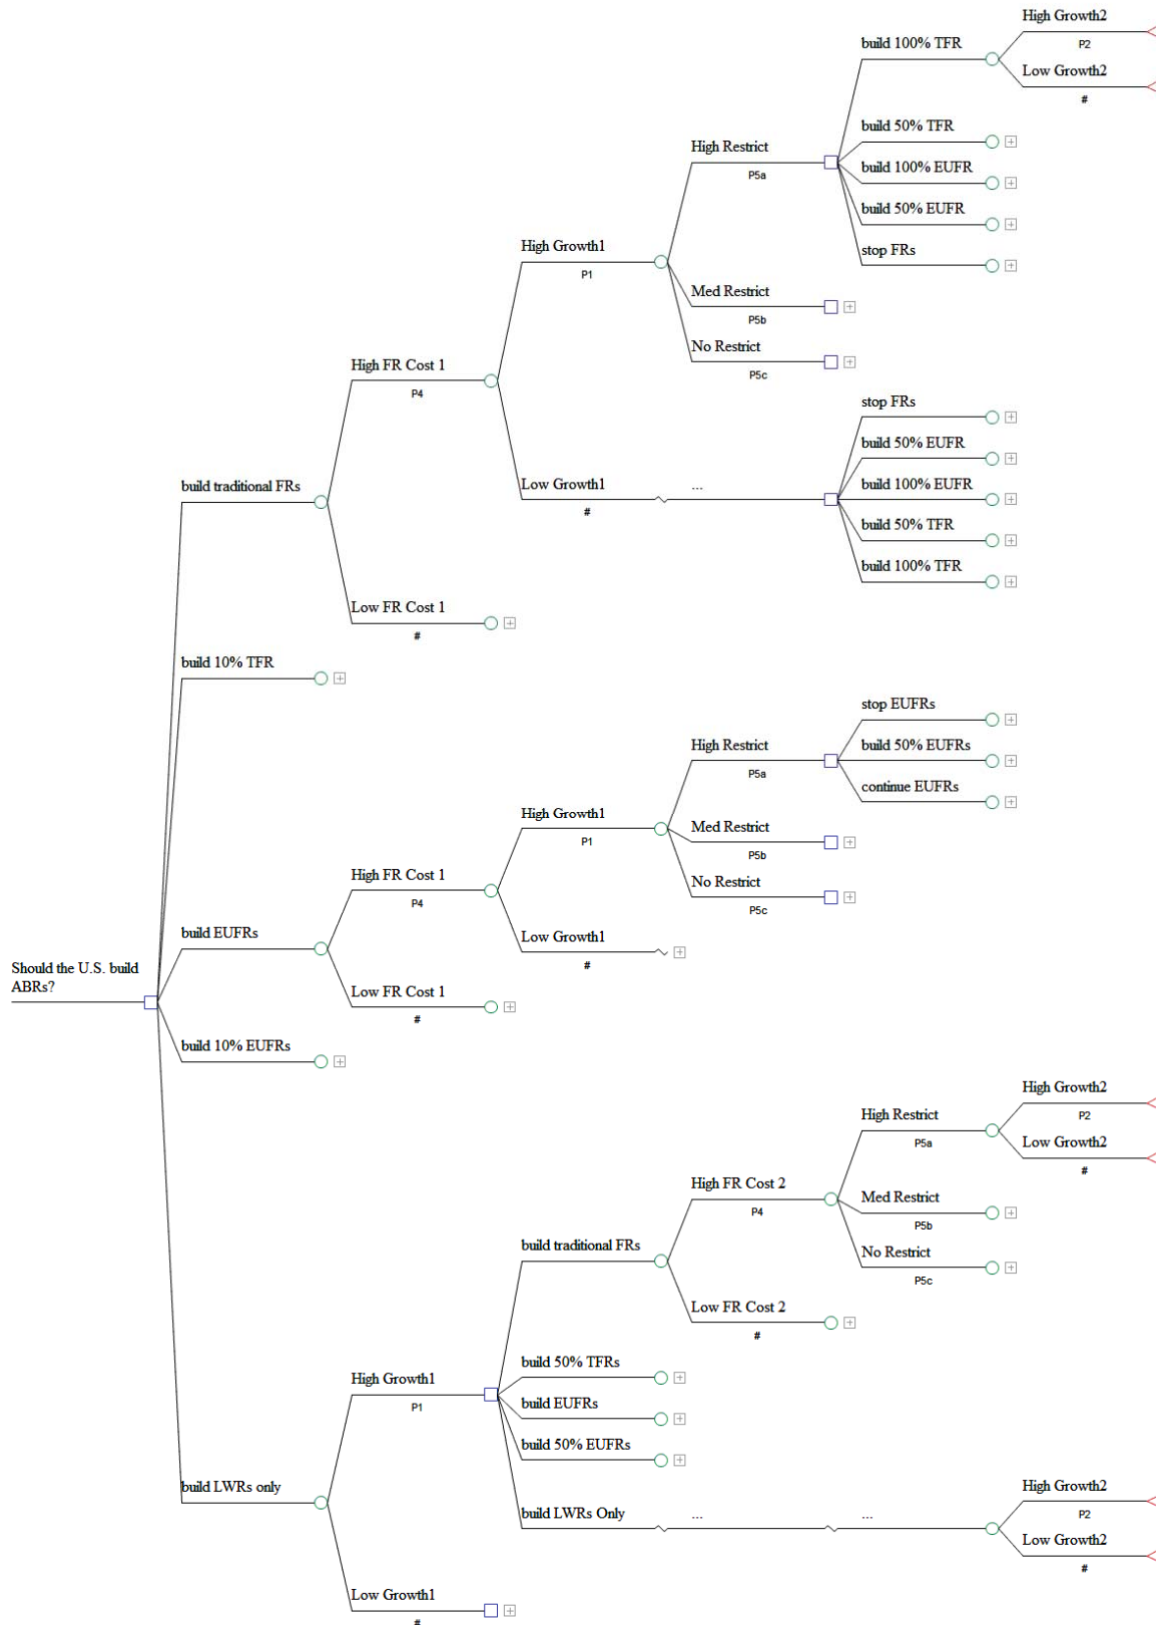 High Growth2
P2
build 100% TFR
Low Growth2
#
build 50% TFR
High Restrict
P5a
build 100% EUFR
build 50% EUFR
High Growth1
P1
stop FRs
Med Restrict
P5b
No Restrict
P5c
High FR Cost 1
P4
stop FRs
build 50% EUFR
Low Growth1
...
#
build 100% EUFR
build traditional FRs
build 50% TFR
build 100% TFR
Low FR Cost 1
#
build 10% TFR
stop EUFRs
High Restrict
P5a
build 50% EUFRs
continue EUFRs
High Growth1
P1
Med Restrict
P5b
High FR Cost 1
P4
No Restrict
P5c
build EUFRs
Low Growth1
#
Should the U.S. build
ABRs?
Low FR Cost 1
#
build 10% EUFRs
High Growth2
P2
High Restrict
P5a
Low Growth2
#
High FR Cost 2
P4
Med Restrict
P5b
build traditional FRs
No Restrict
P5c
Low FR Cost 2
#
build 50% TFRs
High Growth1
P1
build EUFRs
build 50% EUFRs
build LWRs only
High Growth2
P2
build LWRs Only
...
...
Low Growth2
#
Low Growth1
#